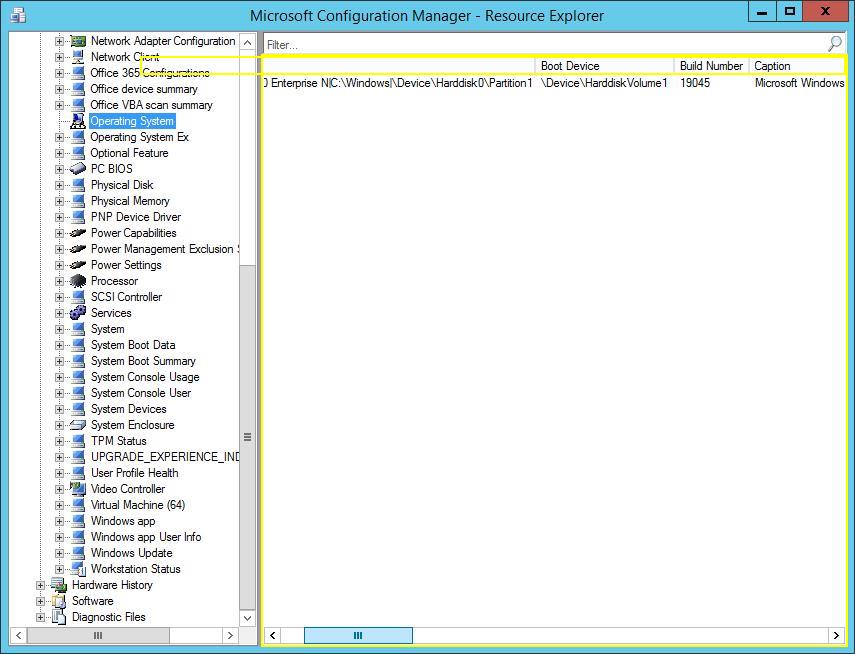 Microsoft Configuration Manager - Resource Explorer
Filter...
Boot Device
Build Number
Caption
0 Enterprise N|C:\Windows|\Device\Harddisk0\Partition1
\Device\HarddiskVolume1
19045
Microsoft Windows
Network Adapter Configuration
Network Client
Office 365 Configurations
Office device summary
Office VBA scan summary
Operating System
Operating System Ex
Optional Feature
PC BIOS
Physical Disk
Physical Memory
PNP Device Driver
Power Capabilities
Power Management Exclusion
Power Settings
Processor
SCSI Controller
Services
System
System Boot Data
System Boot Summary
System Console Usage
System Console User
System Devices
System Enclosure
TPM Status
UPGRADE_EXPERIENCE_IND
User Profile Health
Video Controller
Virtual Machine (64)
Windows app
Windows app User Info
Windows Update
Workstation Status
Hardware History
Software
Diagnostic Files